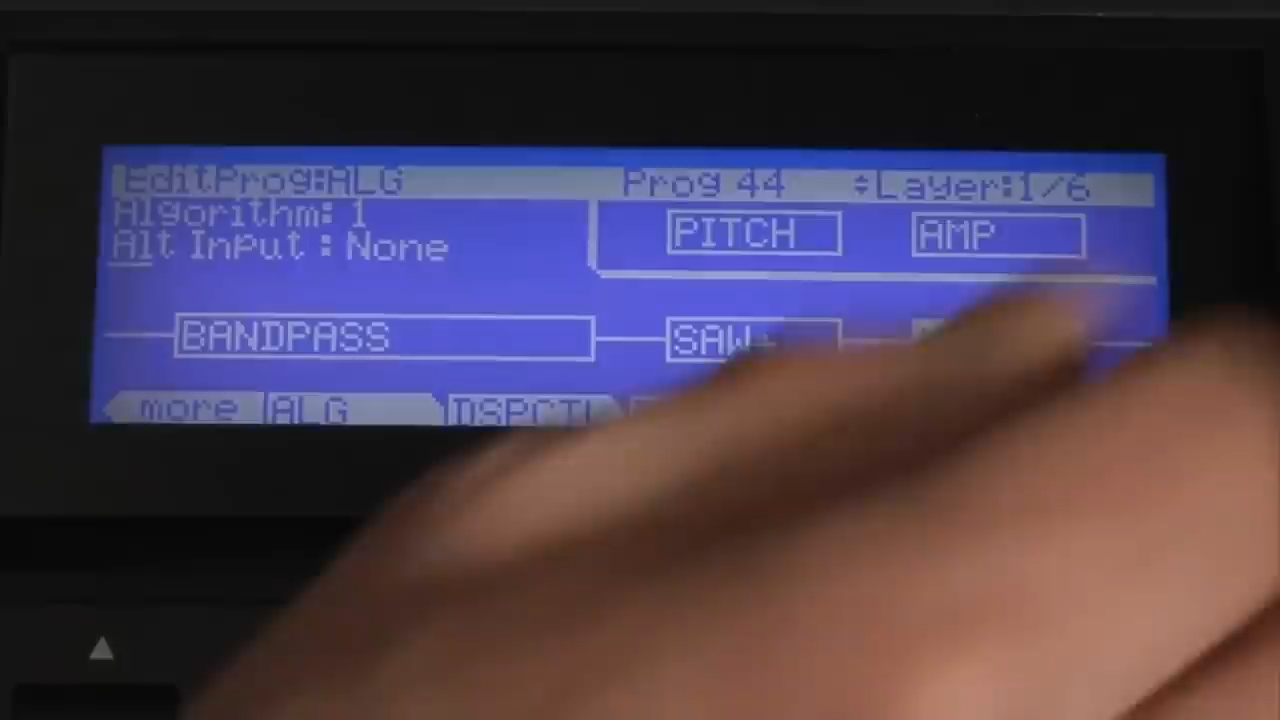 EditProg:ALG Prog 44 Layer:1/6
Algorithm: 1
Alt Input : None
PITCH AMP
BANDPASS SAW+
more ALG DSPCTL